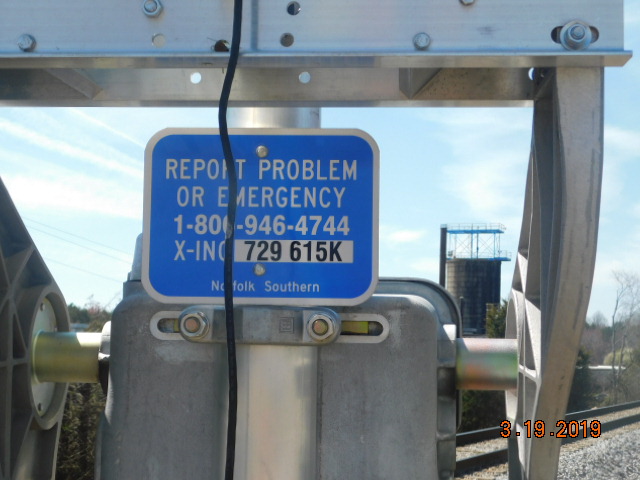 REPORT PROBLEM
OR EMERGENCY
1-800-946-4744
X-ING 729 615K
Norfolk Southern
3.19.2019